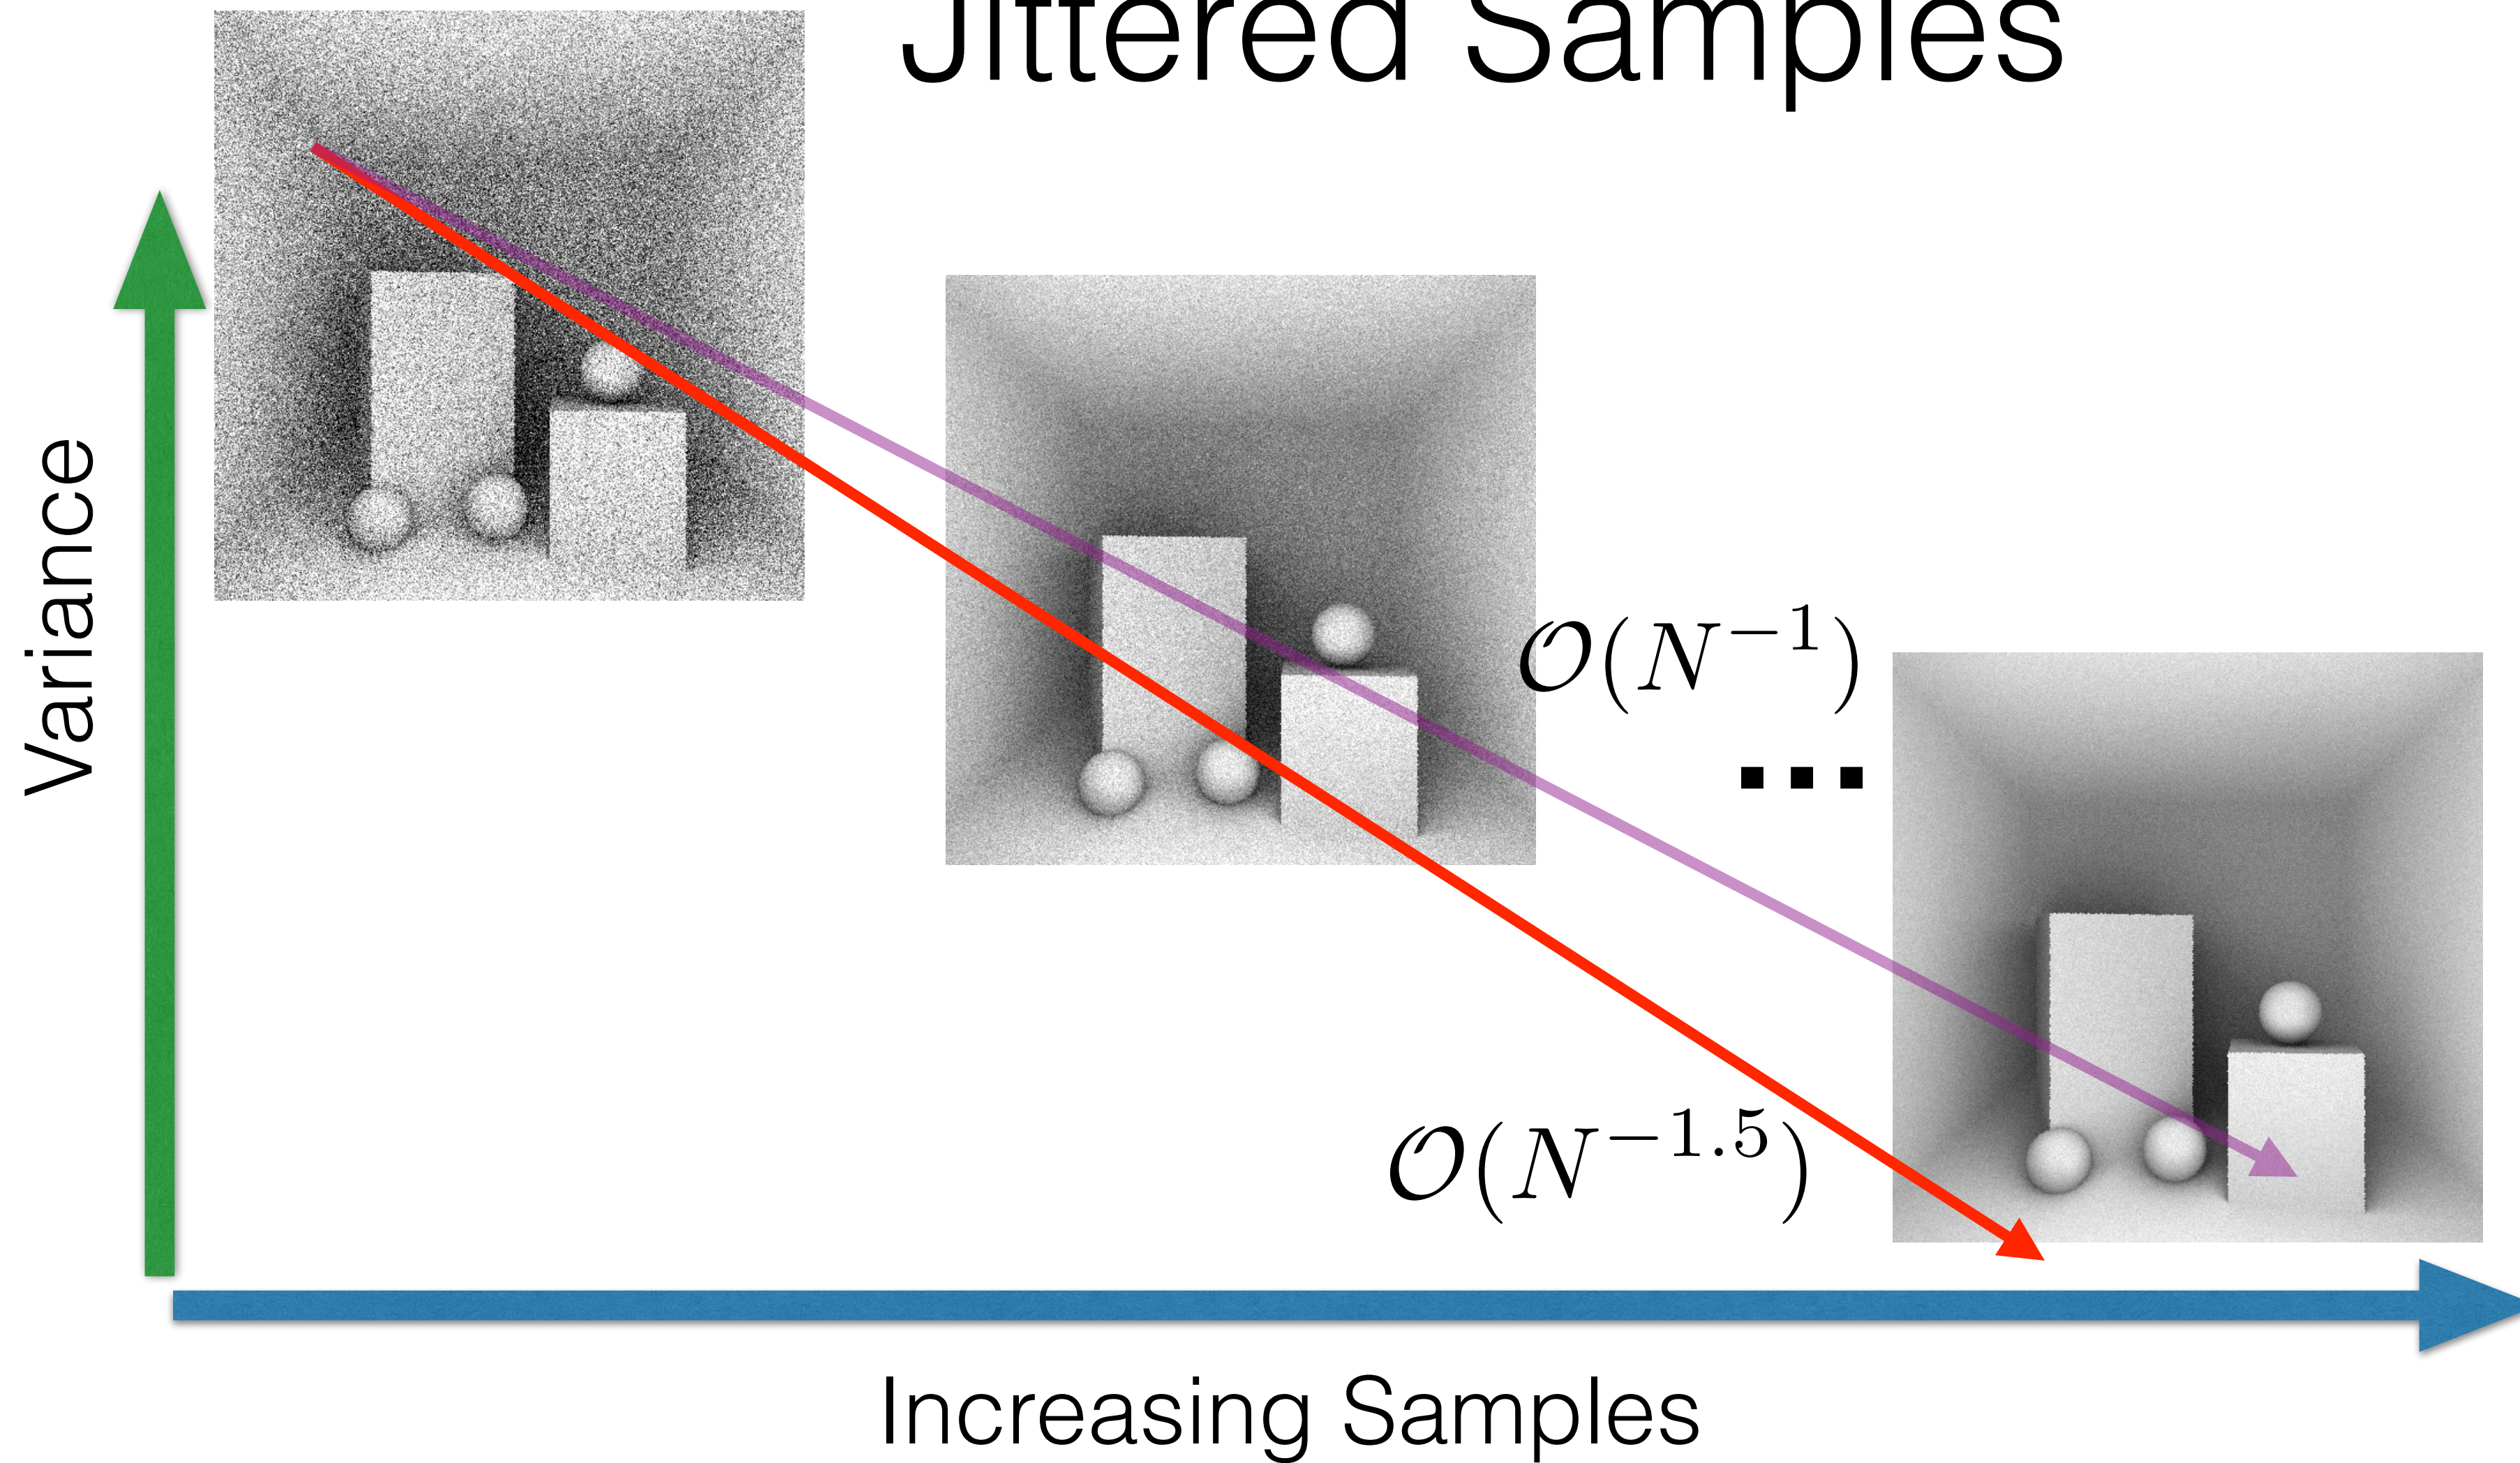 Jittered Samples
Variance
𝒪(N⁻¹)
...
𝒪(N⁻¹·⁵)
Increasing Samples